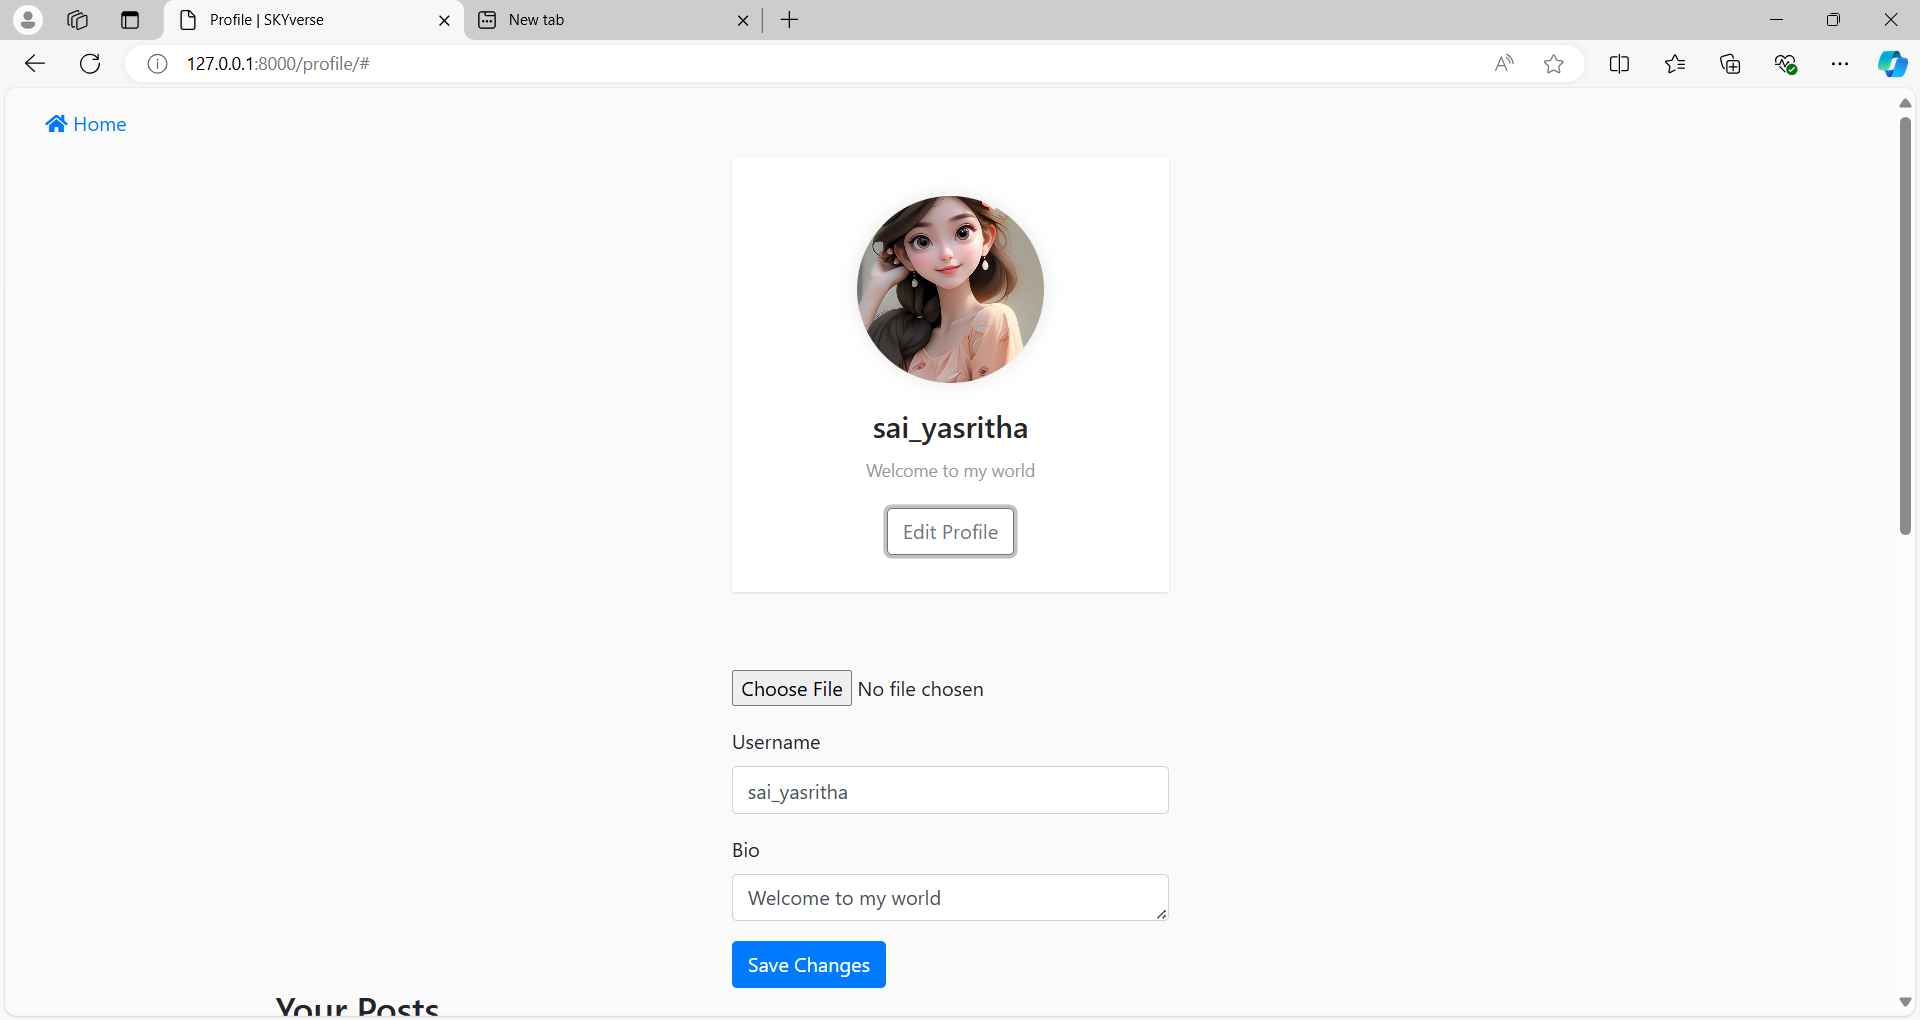 Profile | SKYverse
New tab
127.0.0.1:8000/profile/#
Home
sai_yasritha
Welcome to my world
Edit Profile
Choose File No file chosen
Username
sai_yasritha
Bio
Welcome to my world
Save Changes
Your Posts